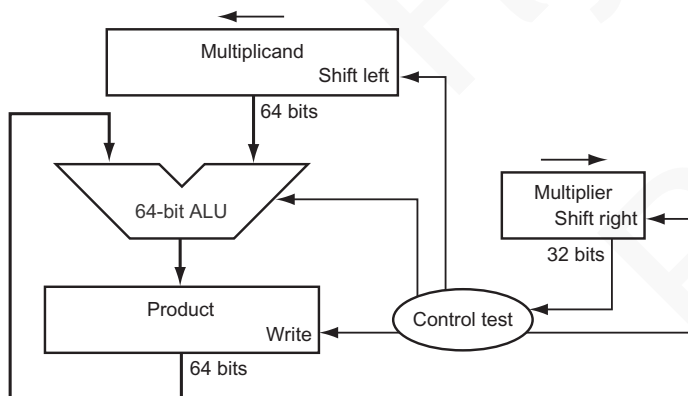 Multiplicand
Shift left
64 bits
64-bit ALU
Multiplier
Shift right
32 bits
Product
Write
Control test
64 bits